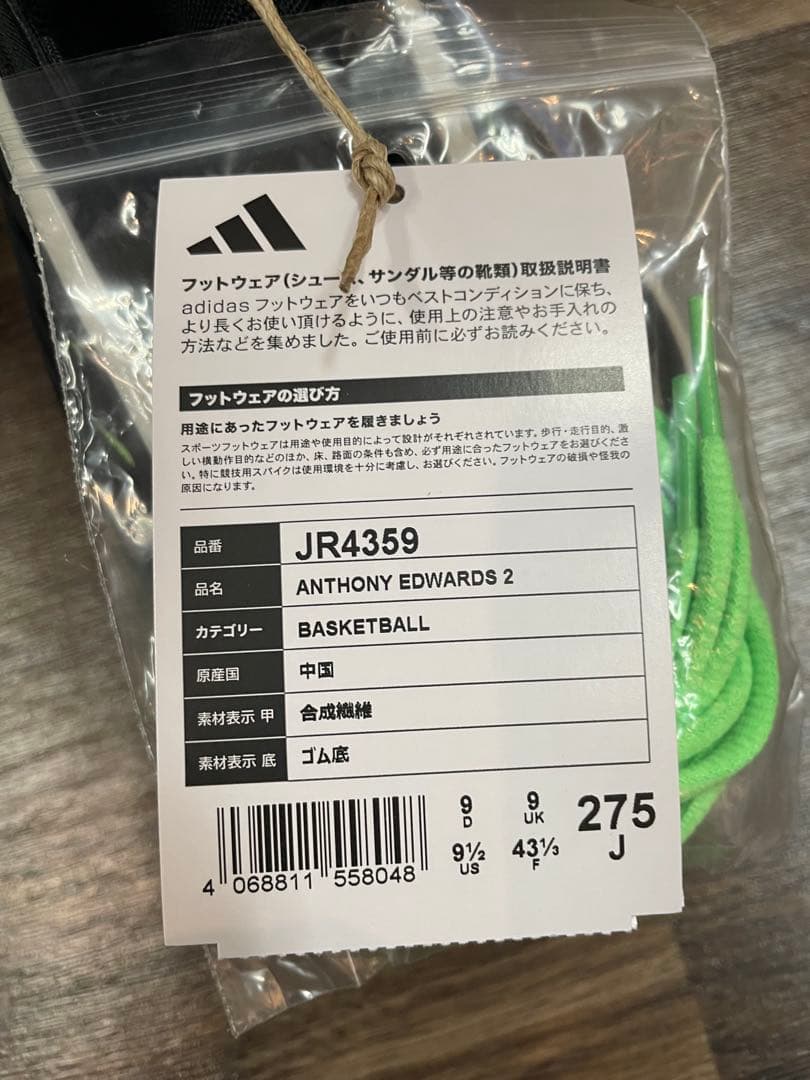 フットウェア(シューズ、サンダル等の靴類)取扱説明書
adidas フットウェアをいつもベストコンディションに保ち、
より長くお使い頂けるように、使用上の注意やお手入れの
方法などを集めました。ご使用前に必ずお読みください。
フットウェアの選び方
用途にあったフットウェアを履きましょう
スポーツフットウェアは用途や使用目的によって設計がそれぞれされています。歩行・走行目的、激
しい横動作目的などのほか、床、路面の条件も含め、必ず用途に合ったフットウェアをお選びくださ
い。特に競技用スパイクは使用環境を十分に考慮し、お選びください。フットウェアの破損や怪我の
原因になります。
品番 JR4359
品名 ANTHONY EDWARDS 2
カテゴリー BASKETBALL
原産国 中国
素材表示 甲 合成繊維
素材表示 底 ゴム底
9 9 275
D UK J
9½ 43⅓
US F
4 068811 558048